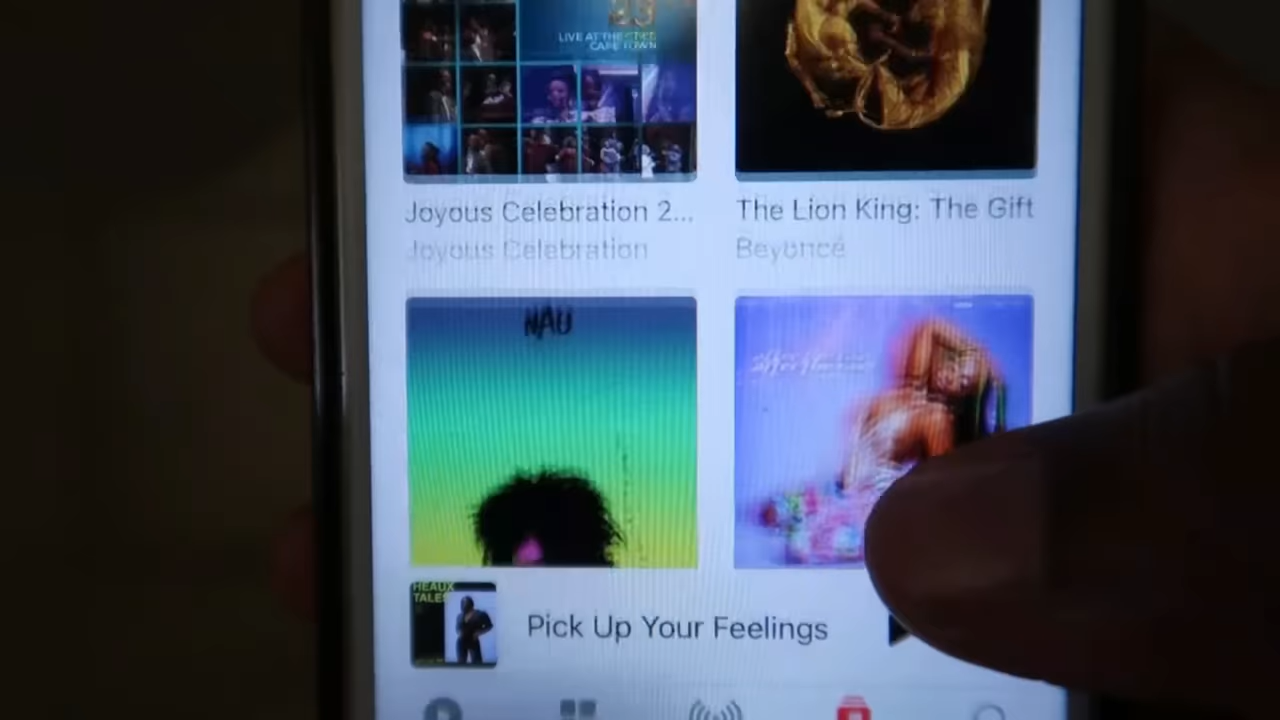 LIVE AT THE
CAPE TOWN
Joyous Celebration 2...
Joyous Celebration
The Lion King: The Gift
Beyoncé
NAO
HEAUX
TALES
Pick Up Your Feelings